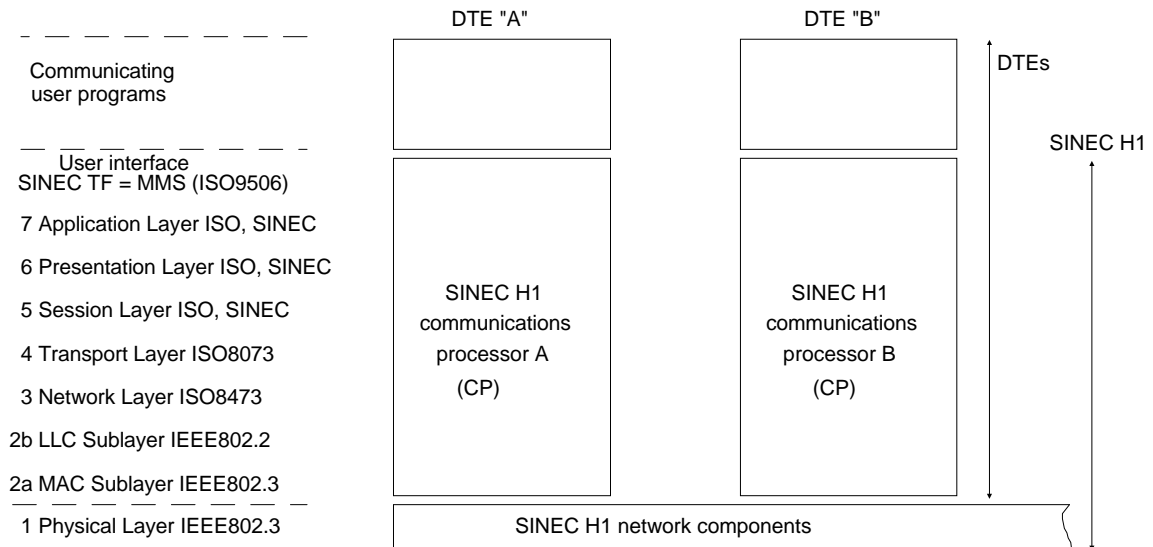 DTE "A"
DTE "B"
Communicating
user programs
DTEs
User interface
SINEC H1
SINEC TF = MMS (ISO9506)
7 Application Layer ISO, SINEC
6 Presentation Layer ISO, SINEC
5 Session Layer ISO, SINEC
4 Transport Layer ISO8073
3 Network Layer ISO8473
2b LLC Sublayer IEEE802.2
2a MAC Sublayer IEEE802.3
1 Physical Layer IEEE802.3
SINEC H1
communications
processor A
(CP)
SINEC H1
communications
processor B
(CP)
SINEC H1 network components